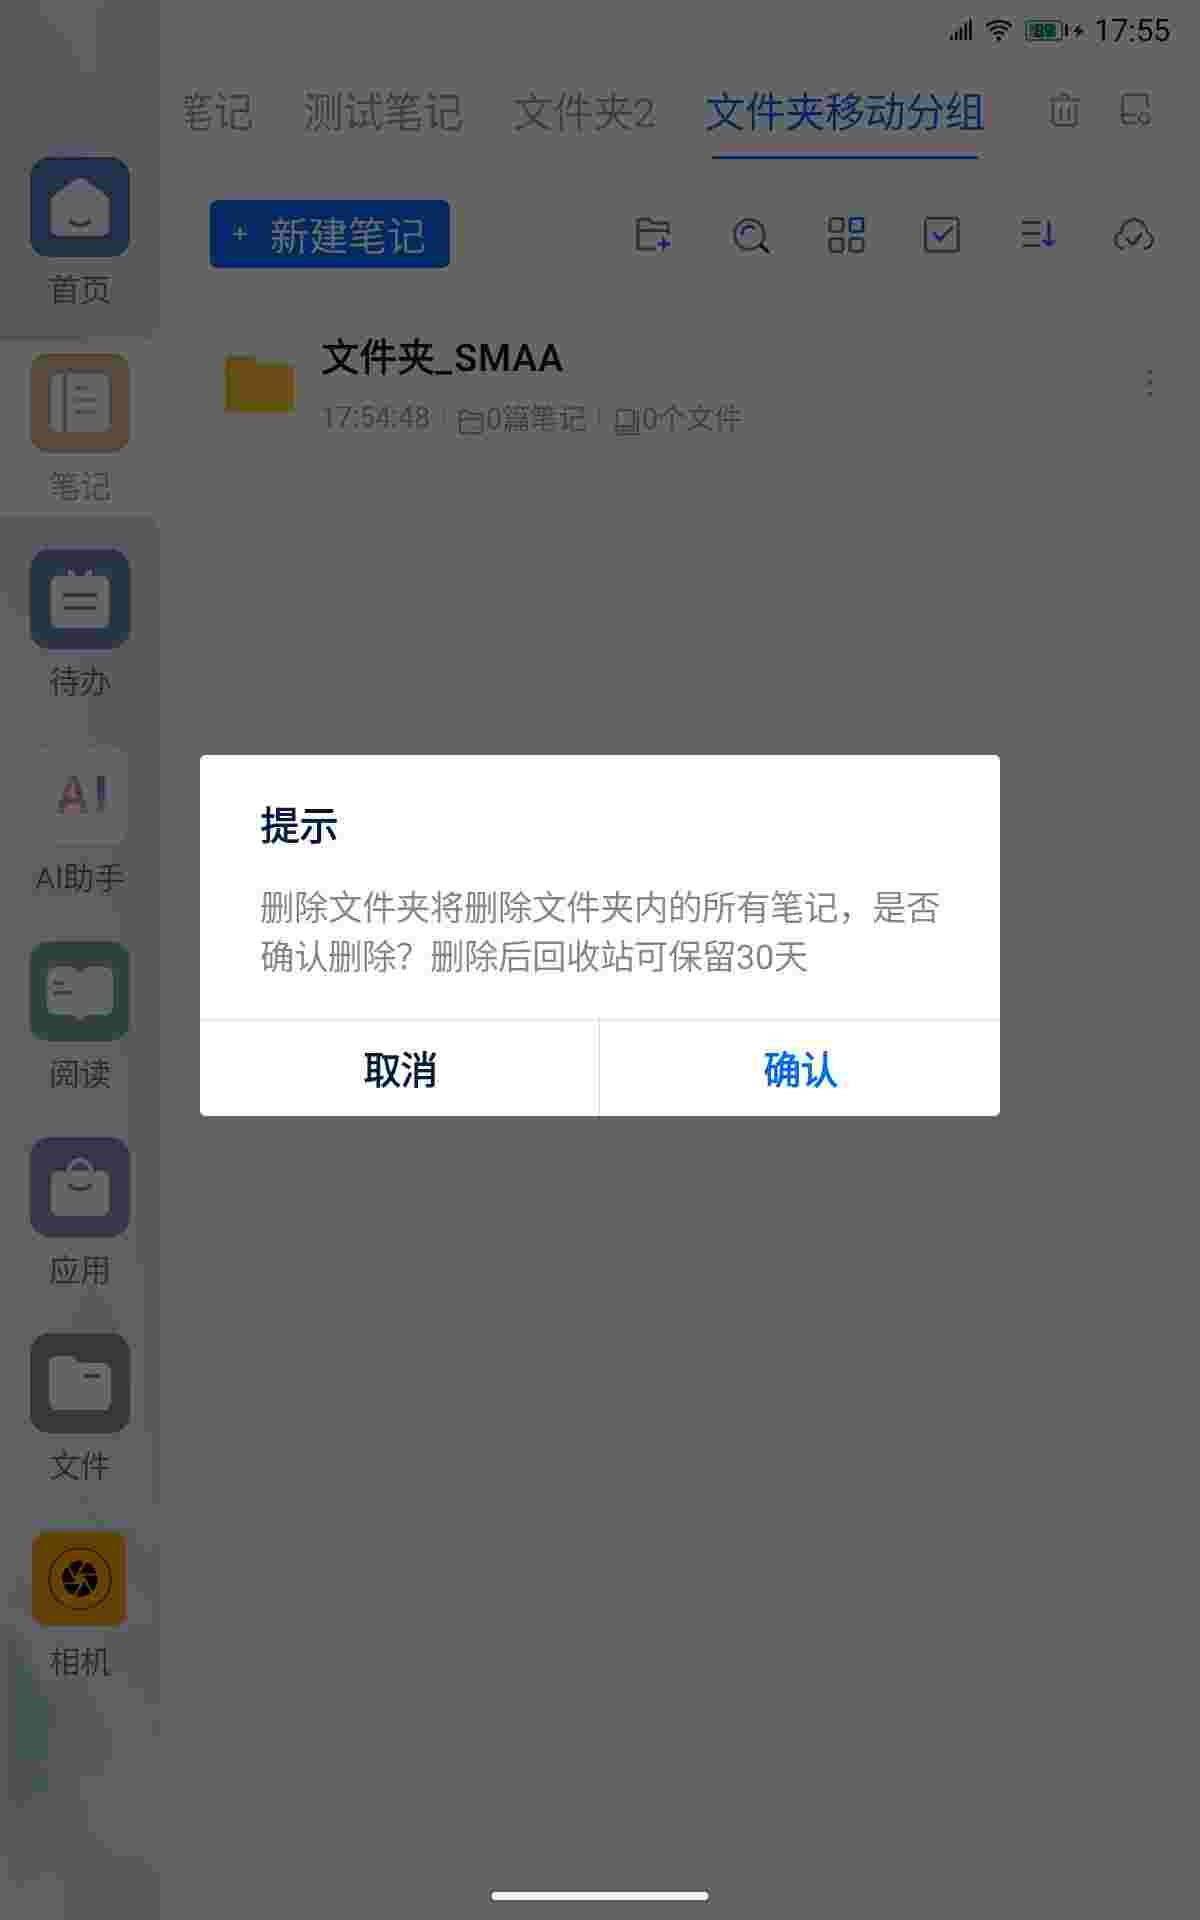 17:55
笔记 测试笔记 文件夹2 文件夹移动分组
+ 新建笔记
首页
文件夹_SMAA
17:54:48 0篇笔记 0个文件
笔记
待办
AI
AI助手
提示
删除文件夹将删除文件夹内的所有笔记，是否
确认删除？删除后回收站可保留30天
取消 确认
阅读
应用
文件
相机